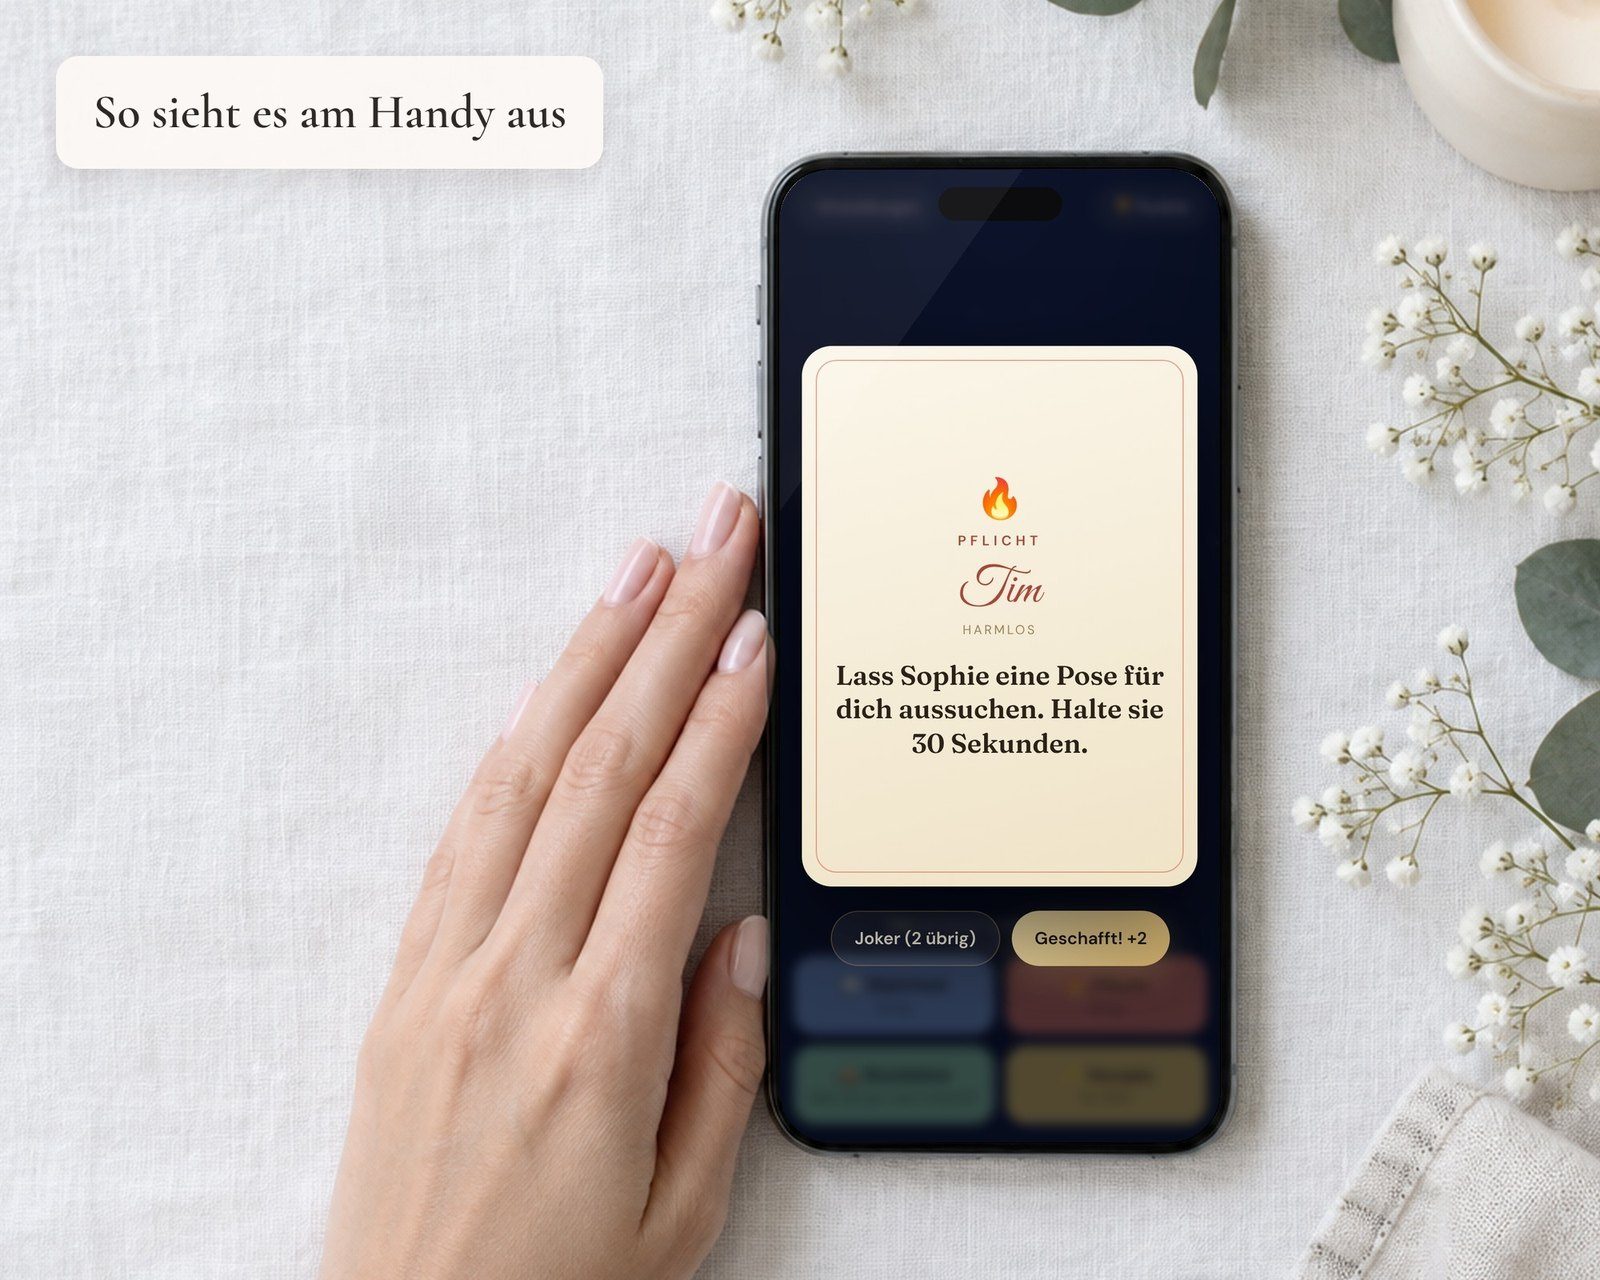 So sieht es am Handy aus
PFLICHT
Tim
HARMLOS
Lass Sophie eine Pose für
dich aussuchen. Halte sie
30 Sekunden.
Joker (2 übrig)
Geschafft! +2